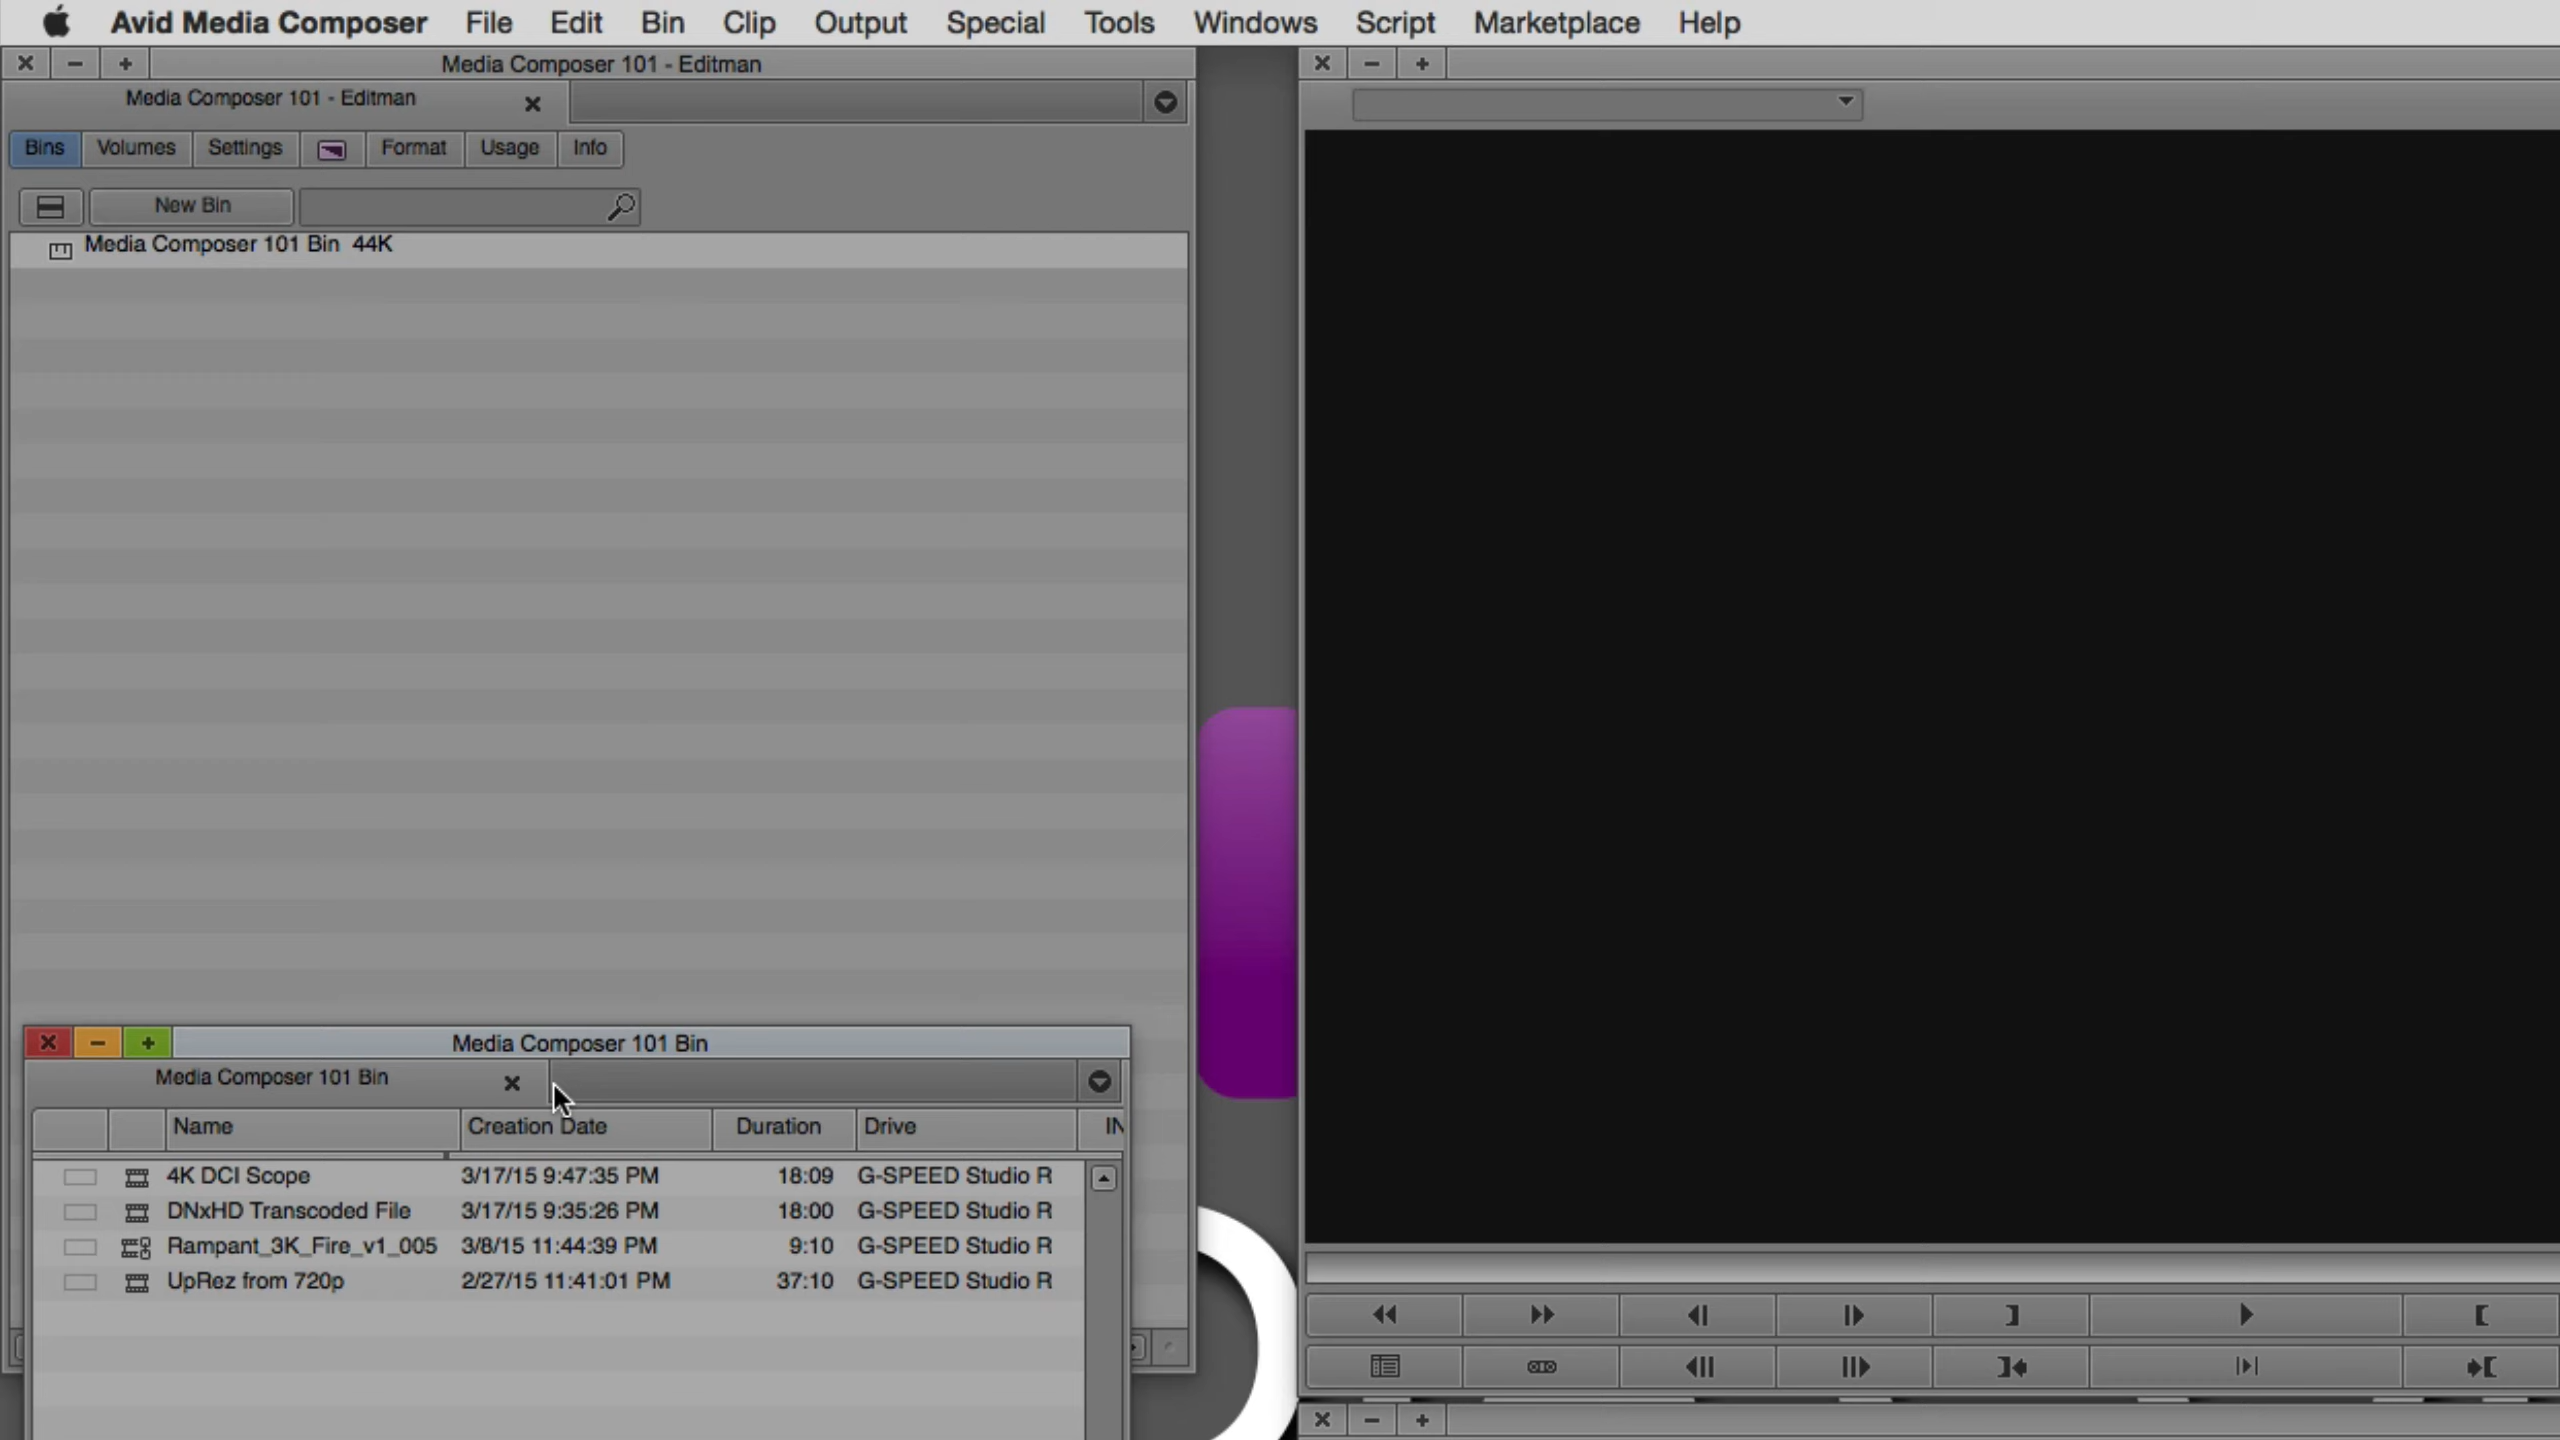 Avid Media Composer File Edit Bin Clip Output Special Tools Windows Script Marketplace Help
Media Composer 101 - Editman
Media Composer 101 - Editman
Bins Volumes Settings Format Usage Info
New Bin
Media Composer 101 Bin 44K
Media Composer 101 Bin
Media Composer 101 Bin
Name Creation Date Duration Drive IN
4K DCI Scope 3/17/15 9:47:35 PM 18:09 G-SPEED Studio R
DNxHD Transcoded File 3/17/15 9:35:26 PM 18:00 G-SPEED Studio R
Rampant_3K_Fire_v1_005 3/8/15 11:44:39 PM 9:10 G-SPEED Studio R
UpRez from 720p 2/27/15 11:41:01 PM 37:10 G-SPEED Studio R